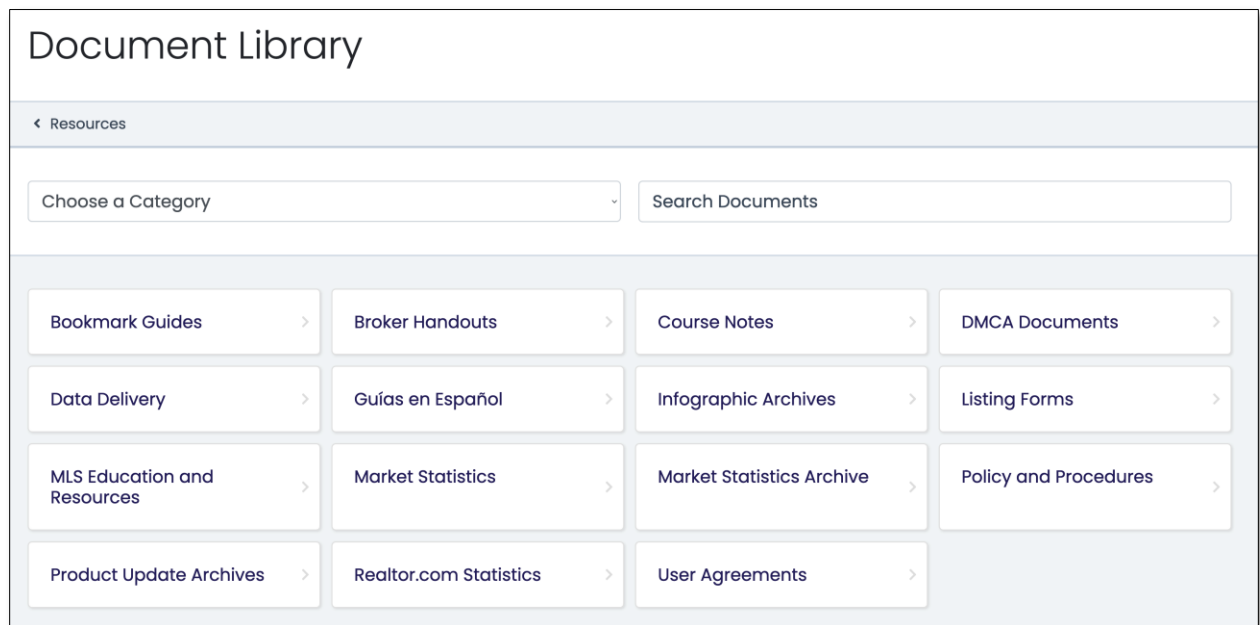 Document Library
Resources
Choose a Category
Search Documents
Bookmark Guides
Broker Handouts
Course Notes
DMCA Documents
Data Delivery
Guías en Español
Infographic Archives
Listing Forms
MLS Education and
Resources
Market Statistics
Market Statistics Archive
Policy and Procedures
Product Update Archives
Realtor.com Statistics
User Agreements